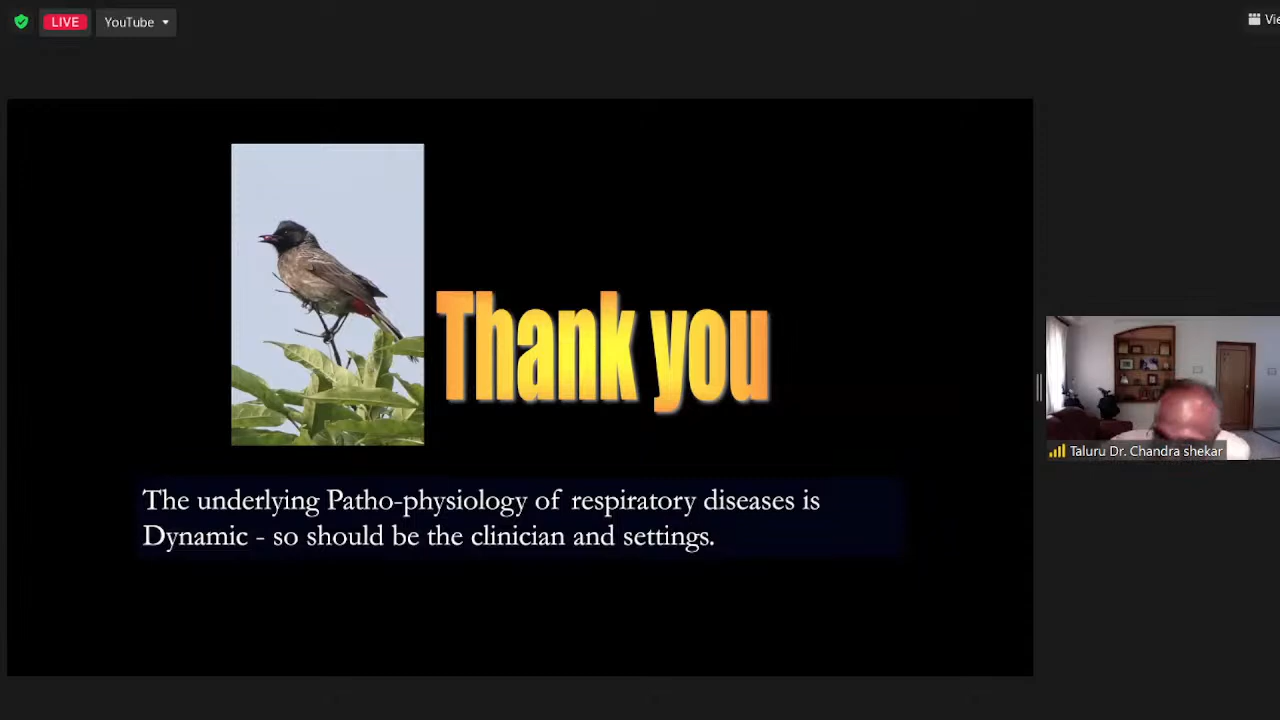 LIVE
YouTube
Vie
Thank you
Taluru Dr. Chandra shekar
The underlying Patho-physiology of respiratory diseases is
Dynamic - so should be the clinician and settings.